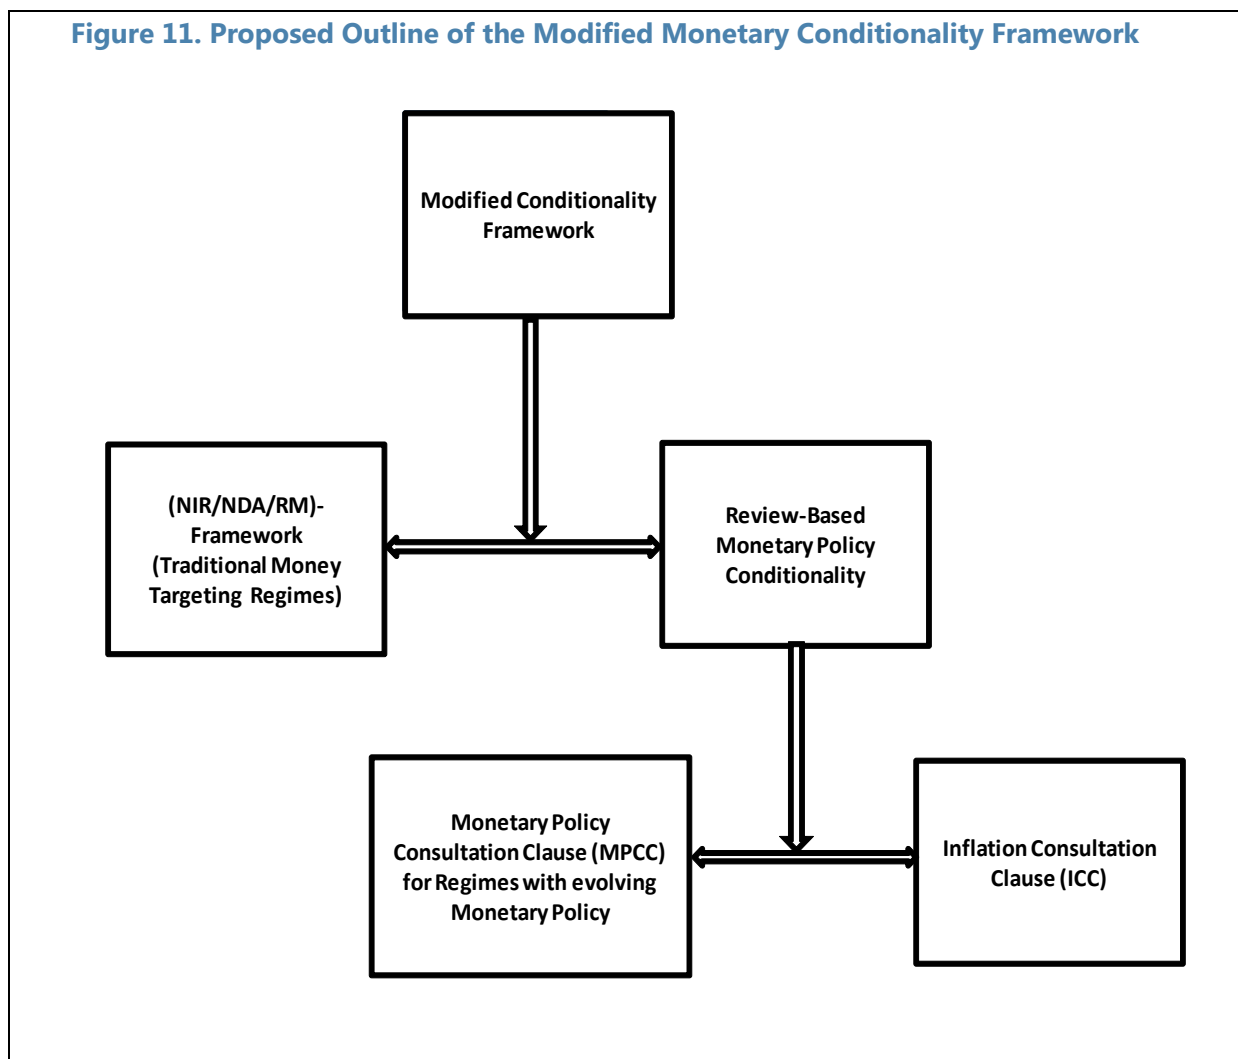 Figure 11. Proposed Outline of the Modified Monetary Conditionality Framework
Modified Conditionality
Framework
(NIR/NDA/RM)-
Framework
(Traditional Money
Targeting Regimes)
Review-Based
Monetary Policy
Conditionality
Monetary Policy
Consultation Clause (MPCC)
for Regimes with evolving
Monetary Policy
Inflation Consultation
Clause (ICC)